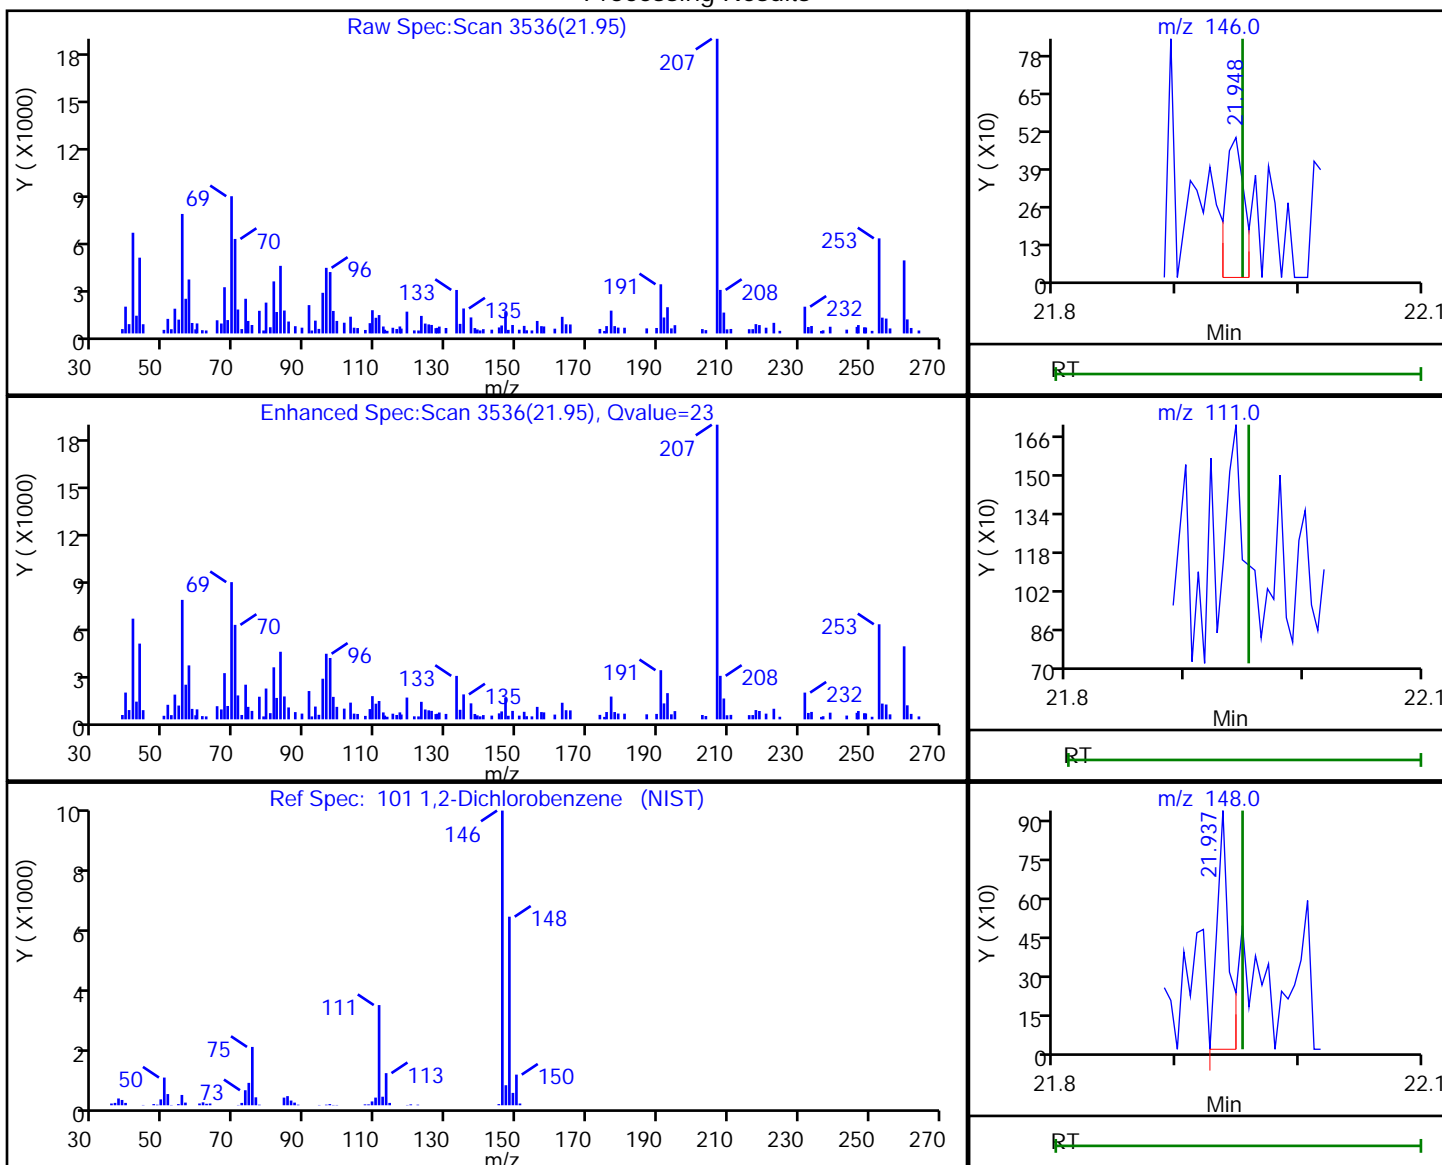 Processing Results
Raw Spec:Scan 3536(21.95)
Y ( X1000)
18
15
12
9
6
3
0
207
69
70
96
133
135
191
208
232
253
30 50 70 90 110 130 150 170 190 210 230 250 270
m/z
m/z 146.0
Y ( X10)
78
65
52
39
26
13
0
21.948
21.8 22.1
Min
RT
Enhanced Spec:Scan 3536(21.95), Qvalue=23
Y ( X1000)
18
15
12
9
6
3
0
207
69
70
96
133
135
191
208
232
253
30 50 70 90 110 130 150 170 190 210 230 250 270
m/z
m/z 111.0
Y ( X10)
166
150
134
118
102
86
70
21.8 22.1
Min
RT
Ref Spec: 101 1,2-Dichlorobenzene (NIST)
Y ( X1000)
10
8
6
4
2
0
146
148
111
75
113
50
73
150
30 50 70 90 110 130 150 170 190 210 230 250 270
m/z
m/z 148.0
Y ( X10)
90
75
60
45
30
15
0
21.937
21.8 22.1
Min
RT